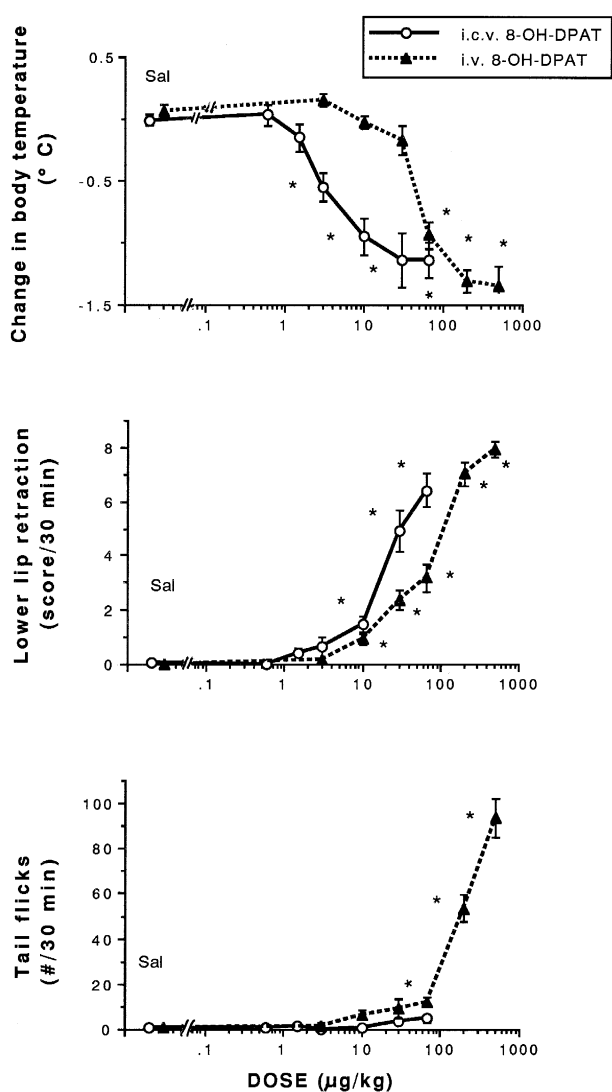 i.c.v. 8-OH-DPAT
i.v. 8-OH-DPAT
Change in body temperature
(° C)
0.5
-0.5
-1.5
Sal
* * * * * * *
.1 1 10 100 1000
Lower lip retraction
(score/30 min)
8
6
4
2
0
Sal
* * * * * * * *
.1 1 10 100 1000
Tail flicks
(#/30 min)
100
80
60
40
20
0
Sal
* * *
.1 1 10 100 1000
DOSE (µg/kg)